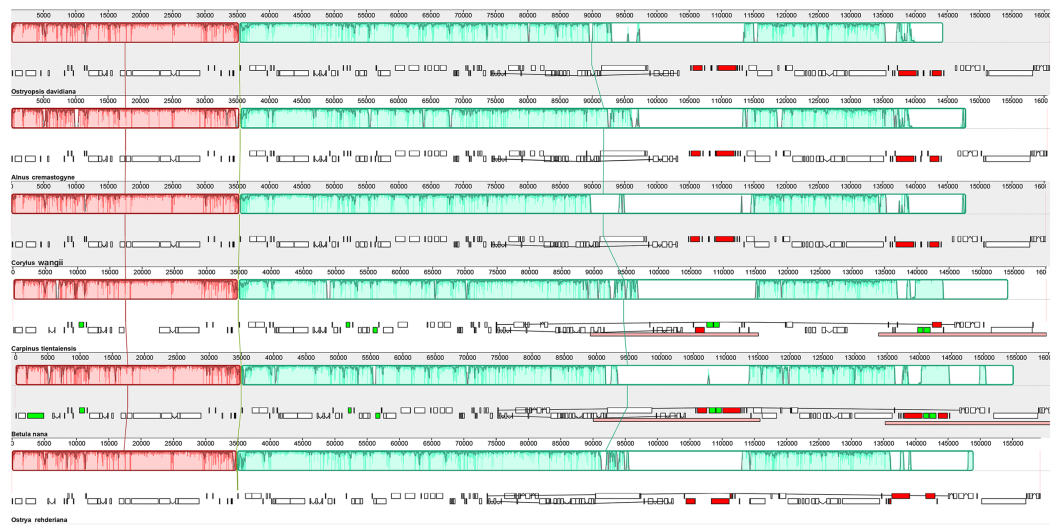 5000 10000 15000 20000 25000 30000 35000 40000 45000 50000 55000 60000 65000 70000 75000 80000 85000 90000 95000 100000 105000 110000 115000 120000 125000 130000 135000 140000 145000 150000 155000 1600
Ostryopsis davidiana
5000 10000 15000 20000 25000 30000 35000 40000 45000 50000 55000 60000 65000 70000 75000 80000 85000 90000 95000 100000 105000 110000 115000 120000 125000 130000 135000 140000 145000 150000 155000 1600
Alnus cremastogyne
5000 10000 15000 20000 25000 30000 35000 40000 45000 50000 55000 60000 65000 70000 75000 80000 85000 90000 95000 100000 105000 110000 115000 120000 125000 130000 135000 140000 145000 150000 155000 1600
Corylus wangii
0 5000 10000 15000 20000 25000 30000 35000 40000 45000 50000 55000 60000 65000 70000 75000 80000 85000 90000 95000 100000 105000 110000 115000 120000 125000 130000 135000 140000 145000 150000 155000 160
Carpinus tientaiensis
0 5000 10000 15000 20000 25000 30000 35000 40000 45000 50000 55000 60000 65000 70000 75000 80000 85000 90000 95000 100000 105000 110000 115000 120000 125000 130000 135000 140000 145000 150000 155000 1600
Betula nana
5000 10000 15000 20000 25000 30000 35000 40000 45000 50000 55000 60000 65000 70000 75000 80000 85000 90000 95000 100000 105000 110000 115000 120000 125000 130000 135000 140000 145000 150000 155000
Ostrya rehderiana